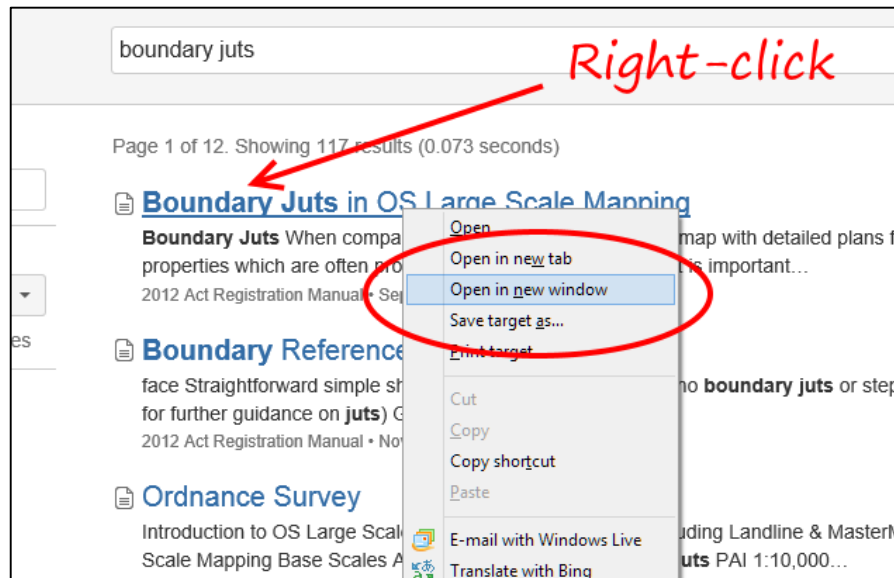 boundary juts
Right-click
Page 1 of 12. Showing 117 results (0.073 seconds)
Boundary Juts in OS Large Scale Mapping
Boundary Juts When compa map with detailed plans f
properties which are often pro t is important...
2012 Act Registration Manual • Sep
es
Boundary Reference
face Straightforward simple sh no boundary juts or step
for further guidance on juts) G
2012 Act Registration Manual • Nov
Ordnance Survey
Introduction to OS Large Scal uding Landline & MasterM
Scale Mapping Base Scales A uts PAI 1:10,000...
Open
Open in new tab
Open in new window
Save target as...
Print target
Cut
Copy
Copy shortcut
Paste
E-mail with Windows Live
Translate with Bing